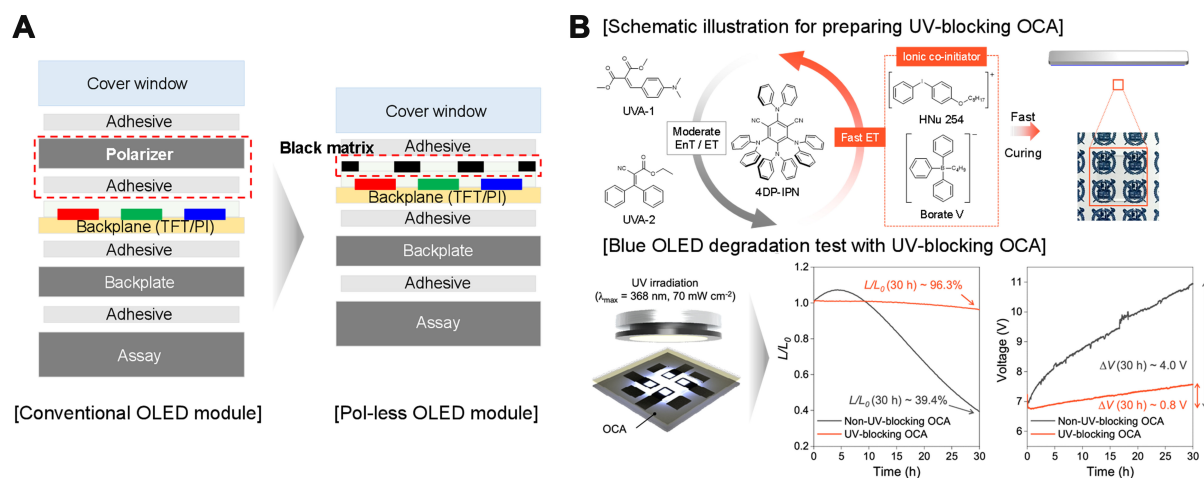 A
Cover window
Adhesive
Polarizer
Adhesive
Backplane (TFT/PI)
Adhesive
Backplate
Adhesive
Assay
[Conventional OLED module]
Cover window
Adhesive
Black matrix
Backplane (TFT/PI)
Adhesive
Backplate
Adhesive
Assay
[Pol-less OLED module]
B
[Schematic illustration for preparing UV-blocking OCA]
UVA-1
UVA-2
Moderate
EnT / ET
4DP-IPN
Fast ET
Ionic co-initiator
HNu 254
Borate V
Fast
Curing
[Blue OLED degradation test with UV-blocking OCA]
UV irradiation
(λmax = 368 nm, 70 mW cm-2)
OCA
L/L0
1.2
1.0
0.8
0.6
0.4
0.2
L/L0 (30 h) ~ 96.3%
L/L0 (30 h) ~ 39.4%
Non-UV-blocking OCA
UV-blocking OCA
0 5 10 15 20 25 30
Time (h)
Voltage (V)
11
10
9
8
7
6
ΔV (30 h) ~ 4.0 V
ΔV (30 h) ~ 0.8 V
Non-UV-blocking OCA
UV-blocking OCA
0 5 10 15 20 25 30
Time (h)